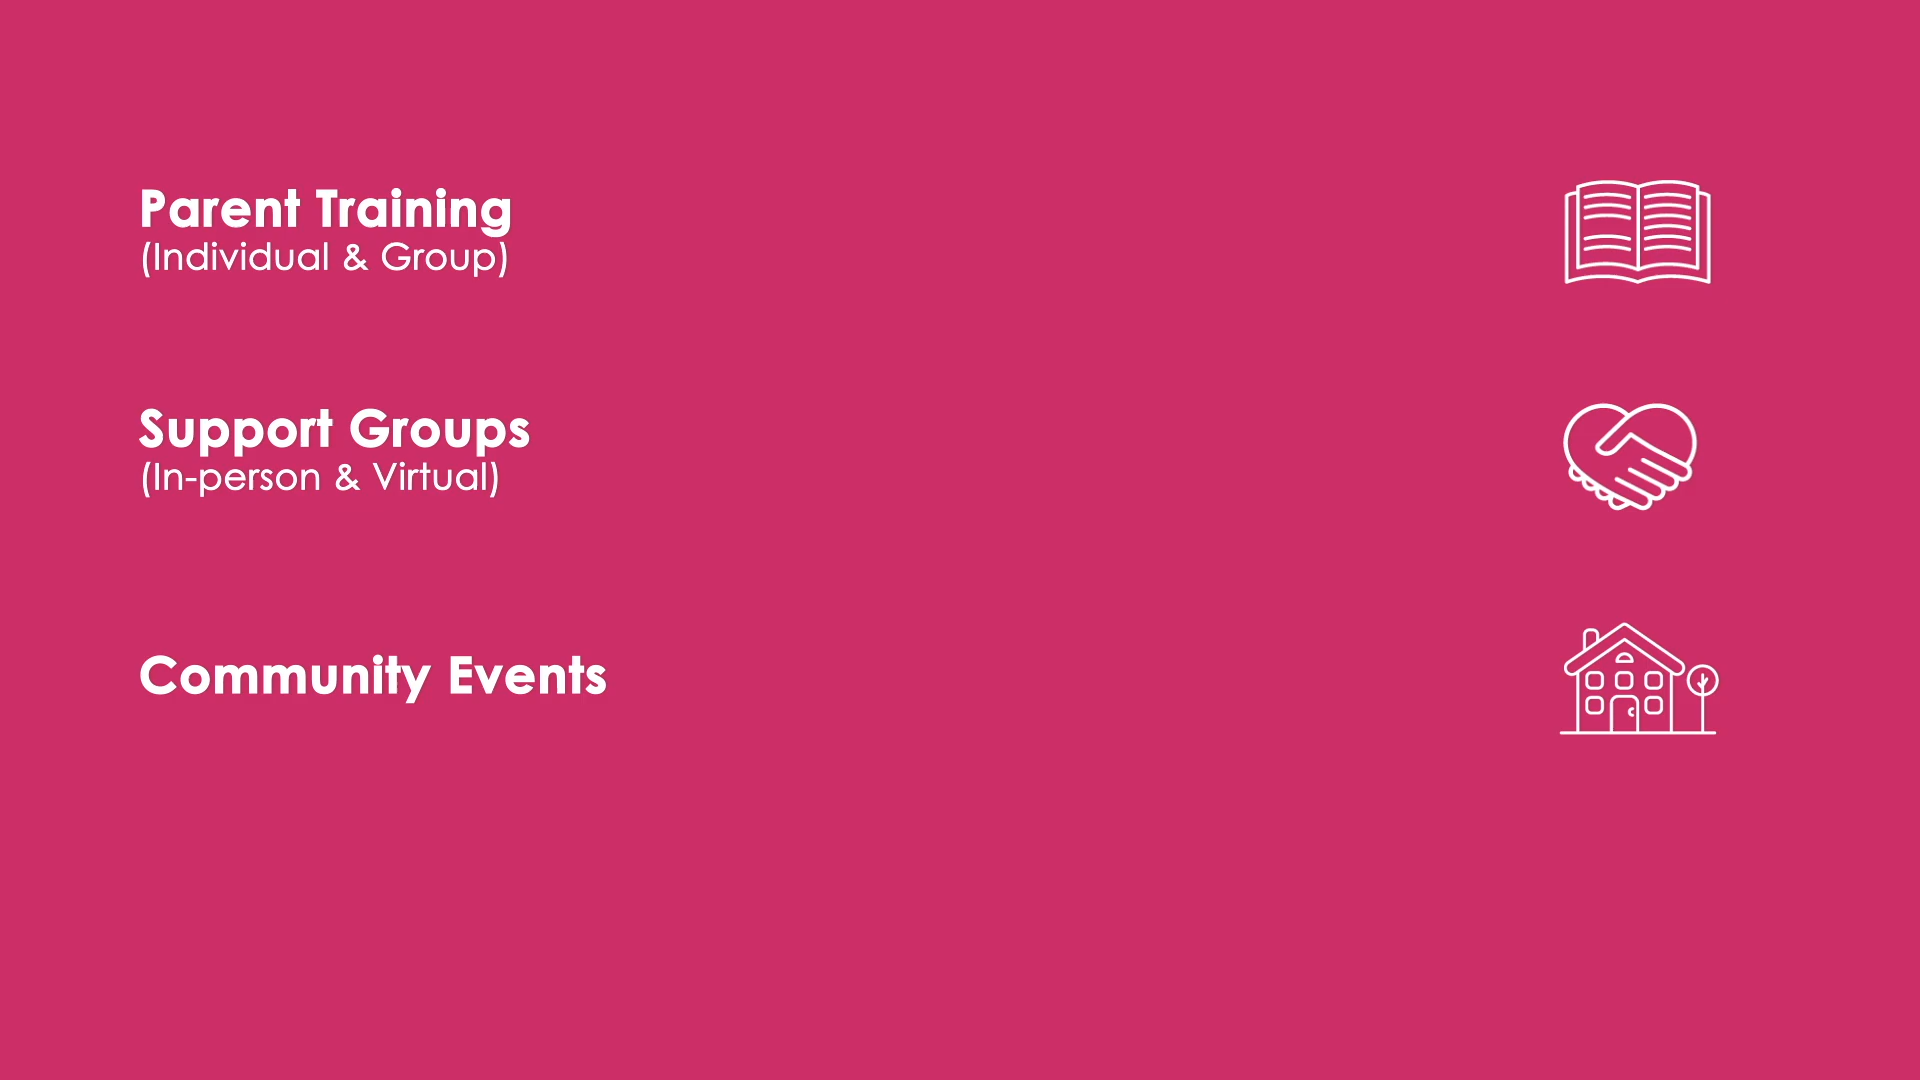 Parent Training
(Individual & Group)
Support Groups
(In-person & Virtual)
Community Events